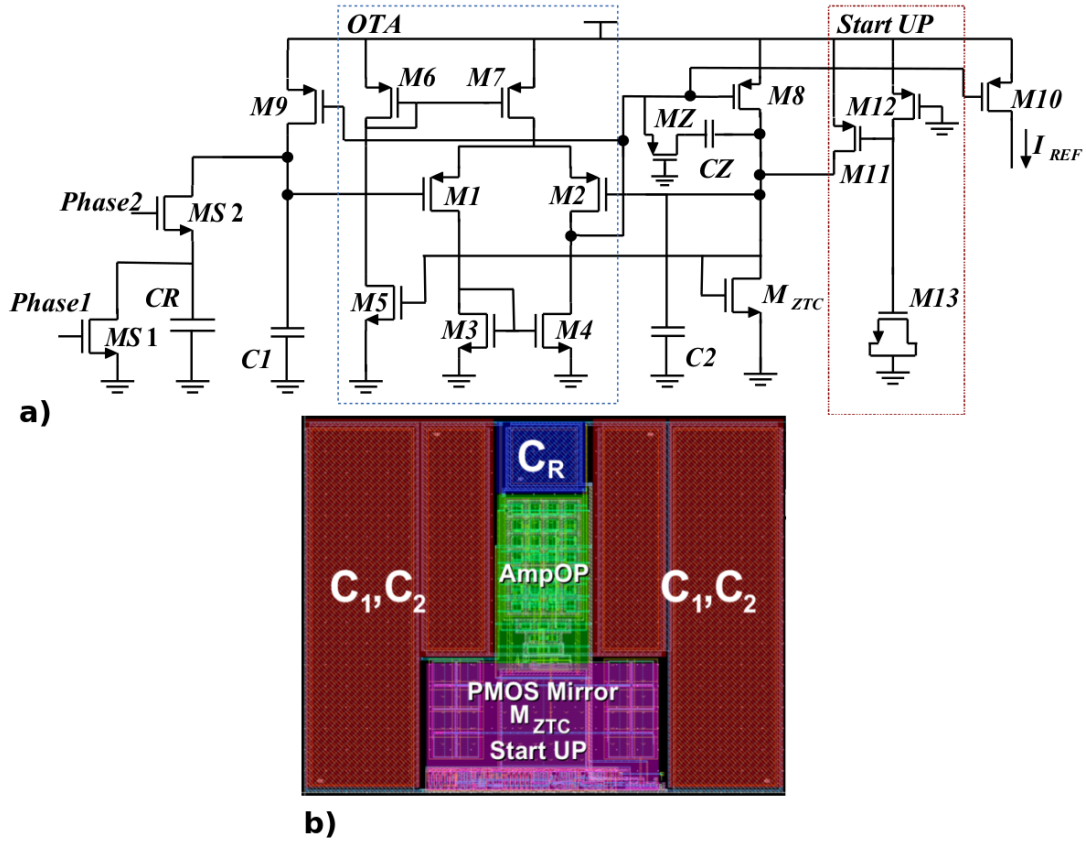 OTA
Start UP
M6
M7
M9
M8
M12
M10
MZ
CZ
M11
I REF
M1
M2
Phase2
MS 2
M5
M ZTC
M13
Phase1
CR
MS 1
C1
M3
M4
C2
a)
CR
AmpOP
C1,C2
C1,C2
PMOS Mirror
M ZTC
Start UP
b)